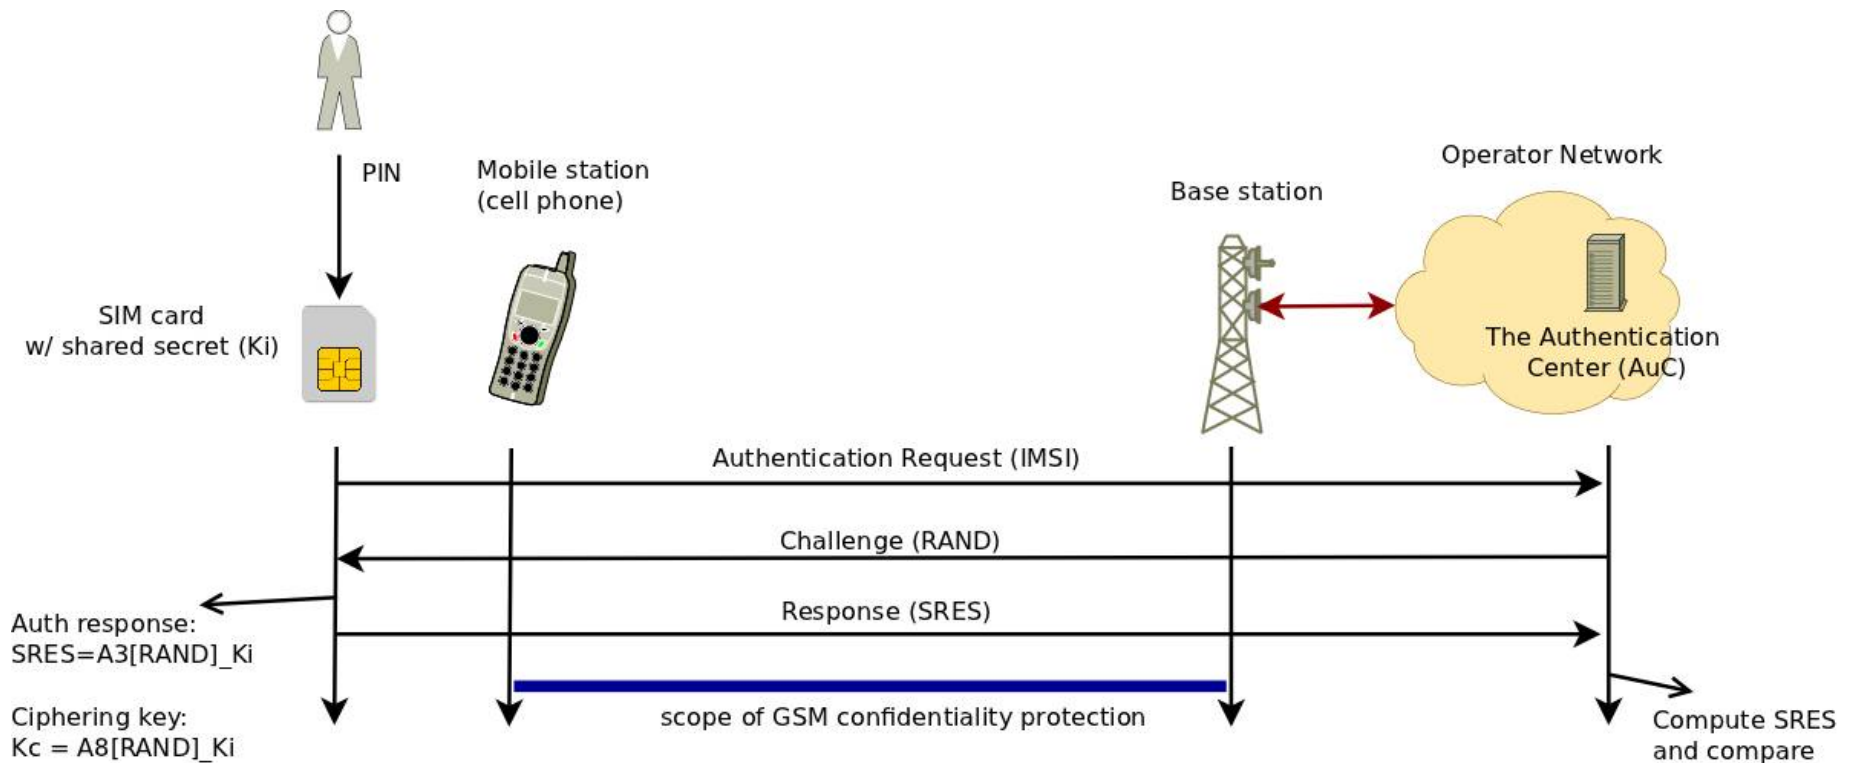 PIN
Mobile station
(cell phone)
Operator Network
Base station
SIM card
w/ shared secret (Ki)
The Authentication
Center (AuC)
Authentication Request (IMSI)
Challenge (RAND)
Response (SRES)
Auth response:
SRES=A3[RAND]_Ki
Ciphering key:
Kc = A8[RAND]_Ki
scope of GSM confidentiality protection
Compute SRES
and compare